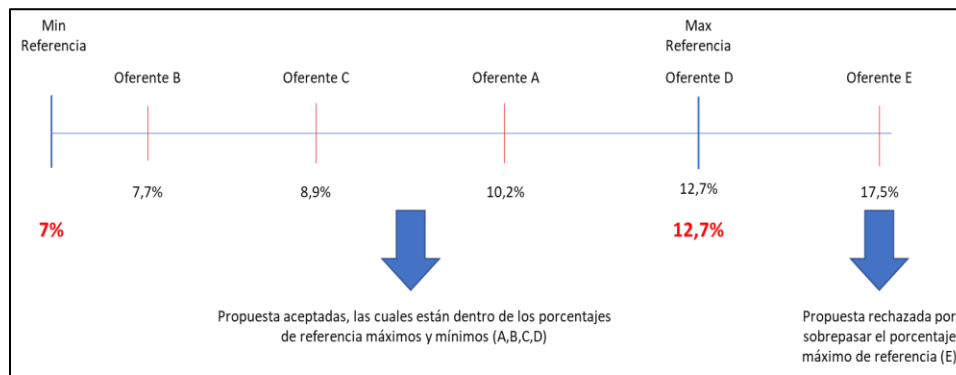 Min
Referencia
Max
Referencia
Oferente B
Oferente C
Oferente A
Oferente D
Oferente E
7,7%
8,9%
10,2%
12,7%
17,5%
7%
12,7%
Propuesta aceptadas, las cuales están dentro de los porcentajes
de referencia máximos y mínimos (A,B,C,D)
Propuesta rechazada por
sobrepasar el porcentaje
máximo de referencia (E)